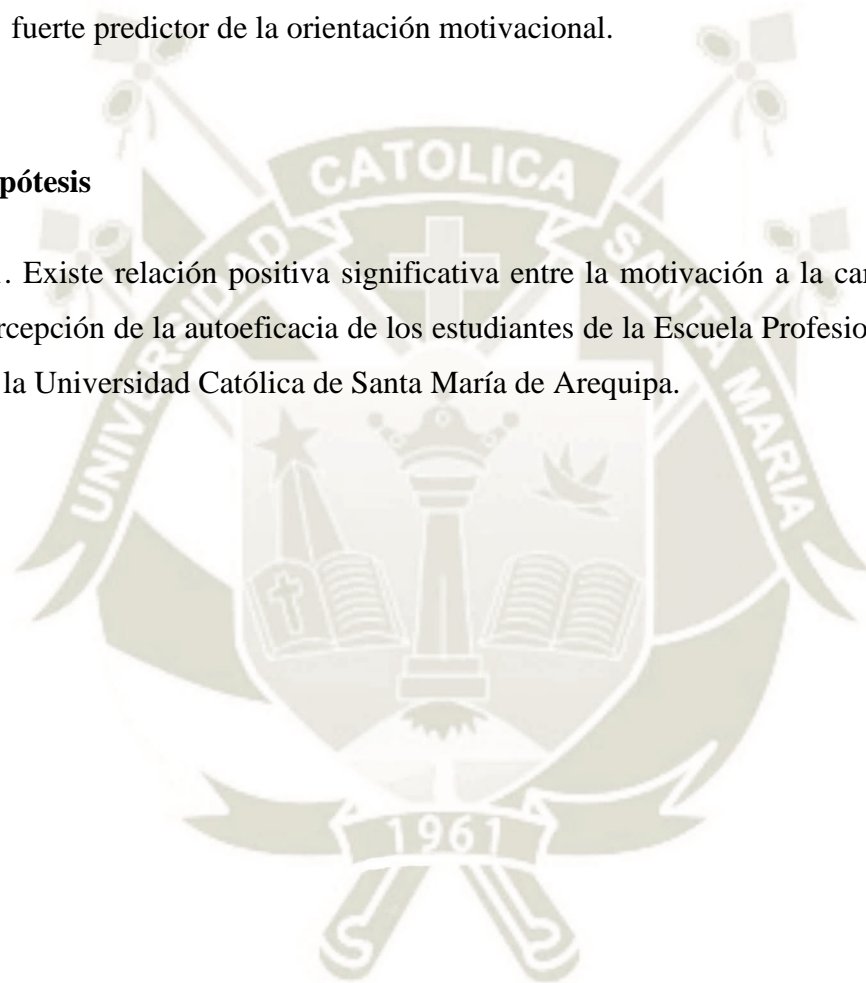 fuerte predictor de la orientación motivacional.
pótesis
. Existe relación positiva significativa entre la motivación a la car
rcepción de la autoeficacia de los estudiantes de la Escuela Profesio
la Universidad Católica de Santa María de Arequipa.
UNIVERSIDAD CATOLICA SANTA MARIA
1961